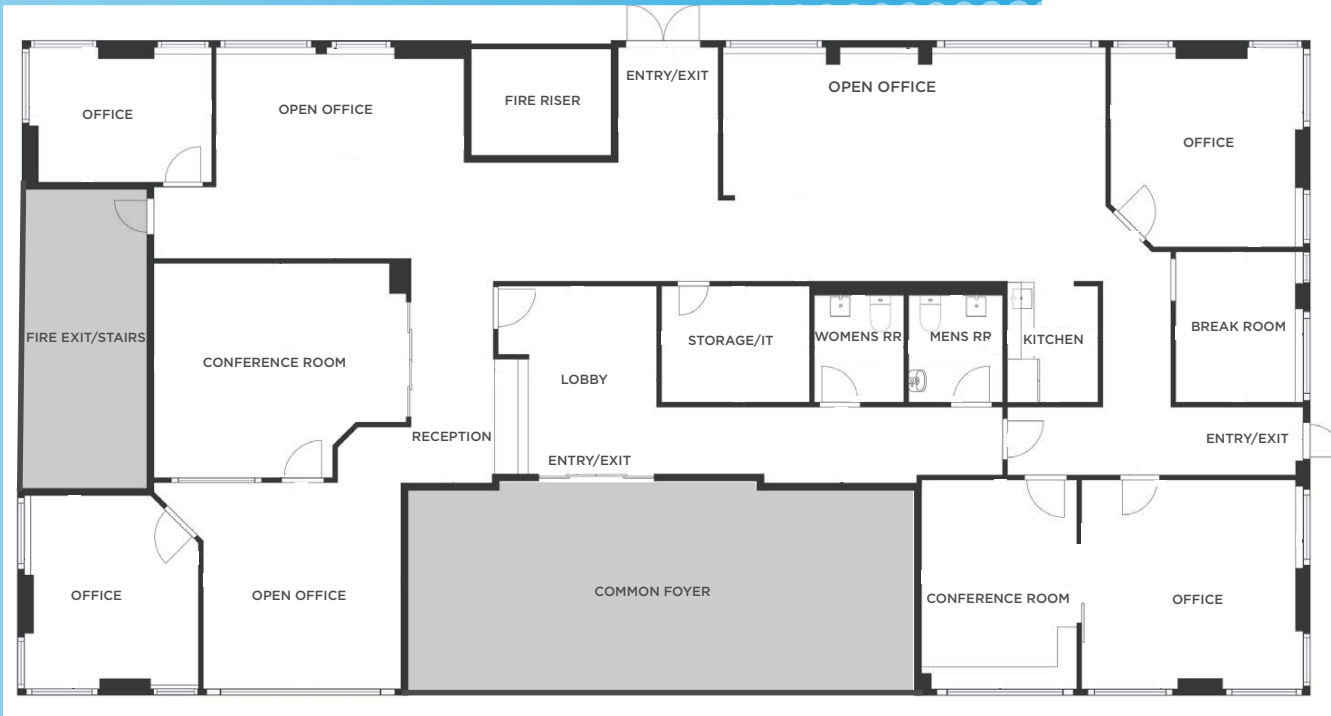 ENTRY/EXIT
OPEN OFFICE
FIRE RISER
OPEN OFFICE
OFFICE
OFFICE
FIRE EXIT/STAIRS
CONFERENCE ROOM
STORAGE/IT
WOMENS RR
MENS RR
KITCHEN
BREAK ROOM
LOBBY
RECEPTION
ENTRY/EXIT
ENTRY/EXIT
OFFICE
OPEN OFFICE
COMMON FOYER
CONFERENCE ROOM
OFFICE